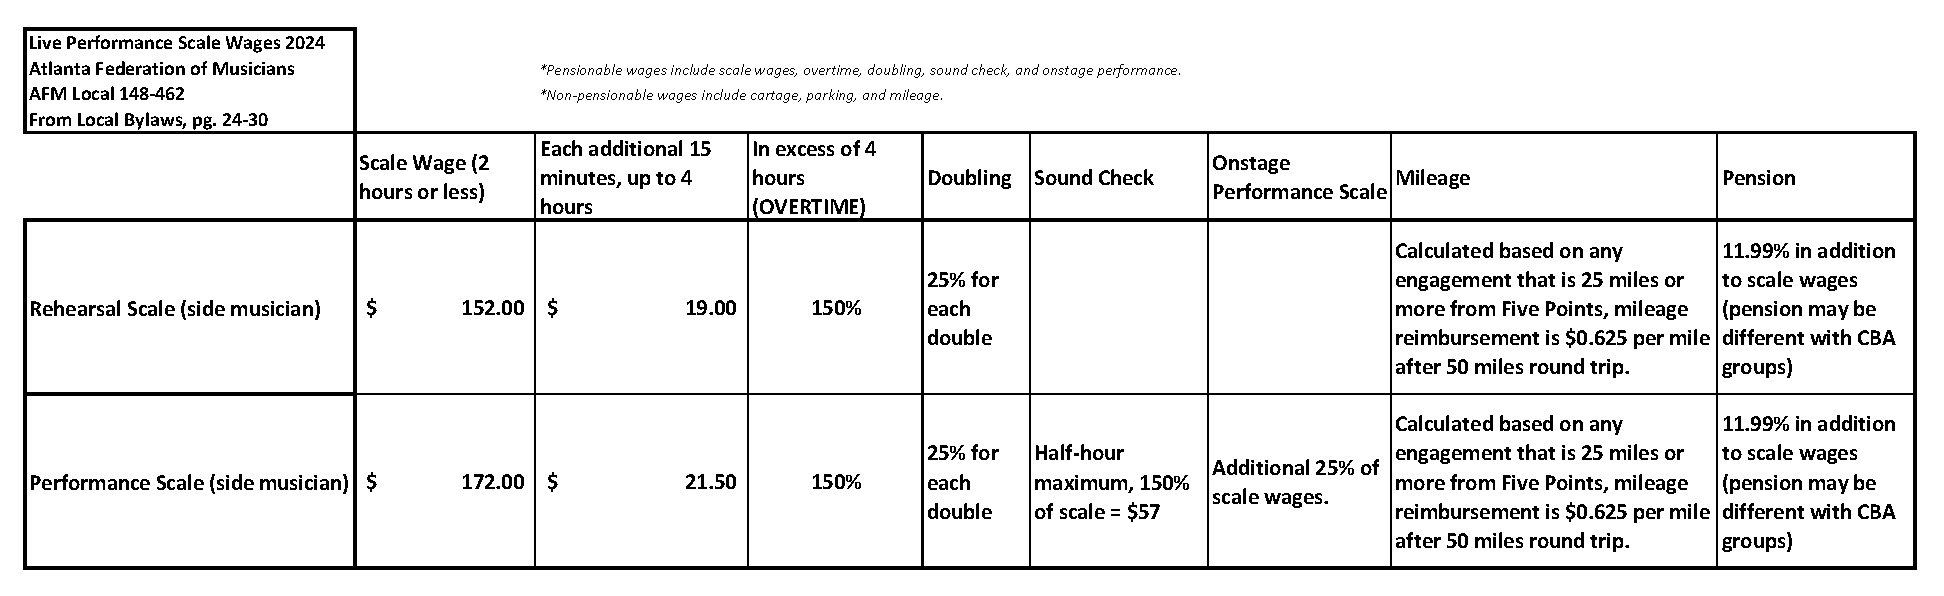 Live Performance Scale Wages 2024
Atlanta Federation of Musicians
AFM Local 148-462
From Local Bylaws, pg. 24-30
*Pensionable wages include scale wages, overtime, doubling, sound check, and onstage performance.
*Non-pensionable wages include cartage, parking, and mileage.
Scale Wage (2
hours or less)
Each additional 15
minutes, up to 4
hours
In excess of 4
hours
(OVERTIME)
Doubling
Sound Check
Onstage
Performance Scale
Mileage
Pension
Rehearsal Scale (side musician)
$ 152.00
$ 19.00
150%
25% for
each
double
Calculated based on any
engagement that is 25 miles or
more from Five Points, mileage
reimbursement is $0.625 per mile
after 50 miles round trip.
11.99% in addition
to scale wages
(pension may be
different with CBA
groups)
Performance Scale (side musician)
$ 172.00
$ 21.50
150%
25% for
each
double
Half-hour
maximum, 150%
of scale = $57
Additional 25% of
scale wages.
Calculated based on any
engagement that is 25 miles or
more from Five Points, mileage
reimbursement is $0.625 per mile
after 50 miles round trip.
11.99% in addition
to scale wages
(pension may be
different with CBA
groups)